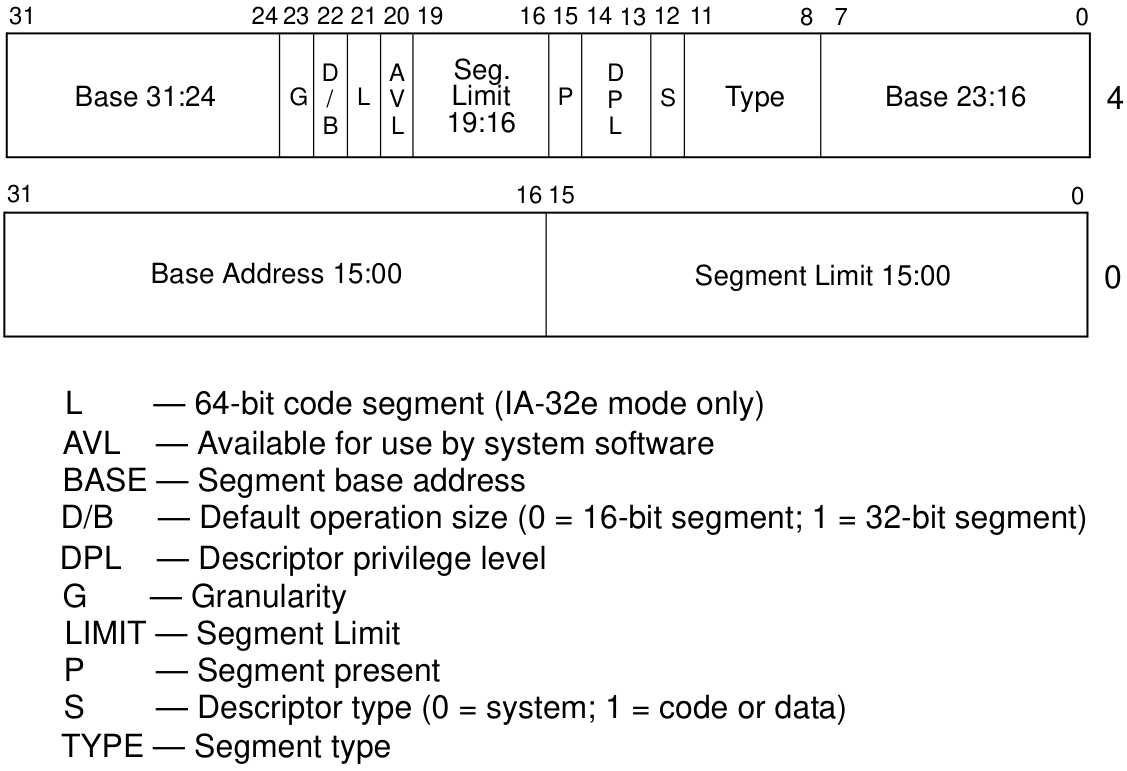 31 24 23 22 21 20 19 16 15 14 13 12 11 8 7 0
Base 31:24 G D/B L AVL Seg. Limit 19:16 P DPL S Type Base 23:16 4
31 16 15 0
Base Address 15:00 Segment Limit 15:00 0
L — 64-bit code segment (IA-32e mode only)
AVL — Available for use by system software
BASE — Segment base address
D/B — Default operation size (0 = 16-bit segment; 1 = 32-bit segment)
DPL — Descriptor privilege level
G — Granularity
LIMIT — Segment Limit
P — Segment present
S — Descriptor type (0 = system; 1 = code or data)
TYPE — Segment type